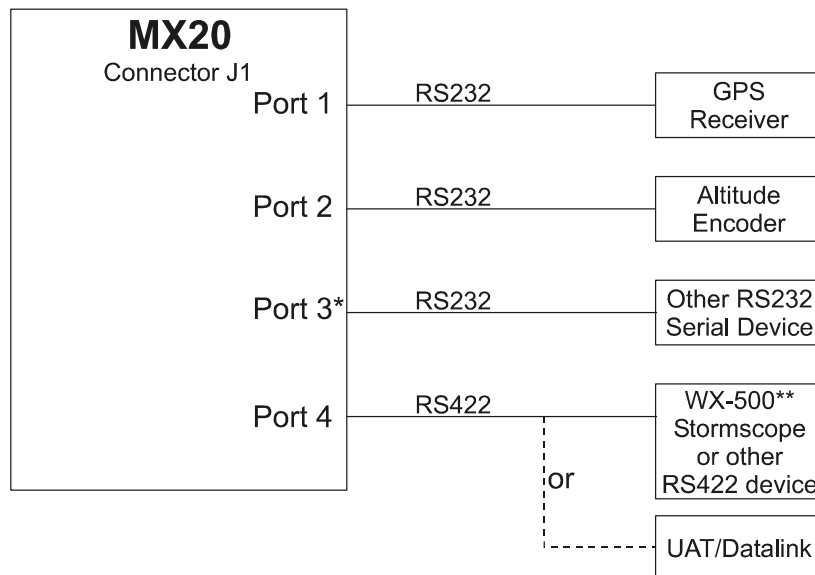 MX20
Connector J1
Port 1
RS232
GPS
Receiver
Port 2
RS232
Altitude
Encoder
Port 3*
RS232
Other RS232
Serial Device
Port 4
RS422
WX-500**
Stormscope
or other
RS422 device
or
UAT/Datalink